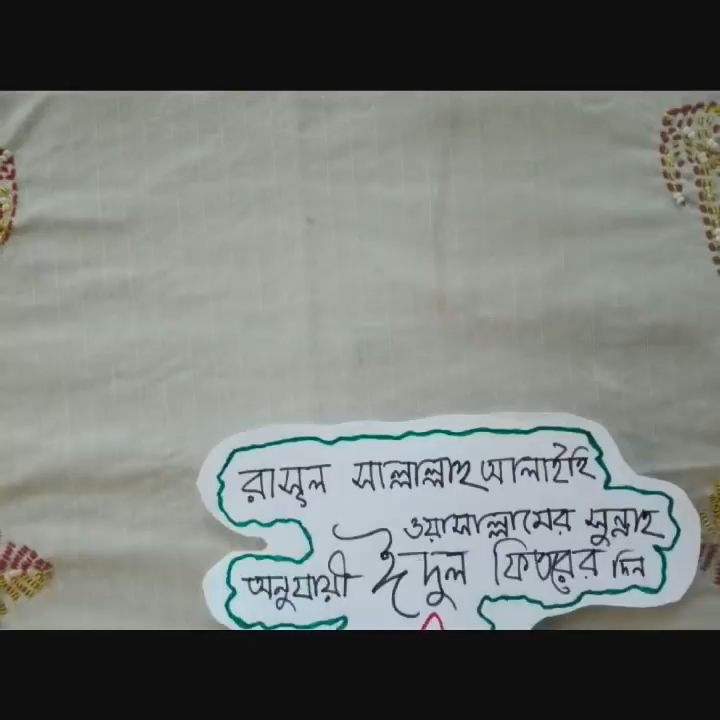 রাসূল সাল্লাল্লাহু আলাইহি
ওয়াসাল্লামের সুন্নাহ
অনুযায়ী ঈদুল ফিতরের দিন